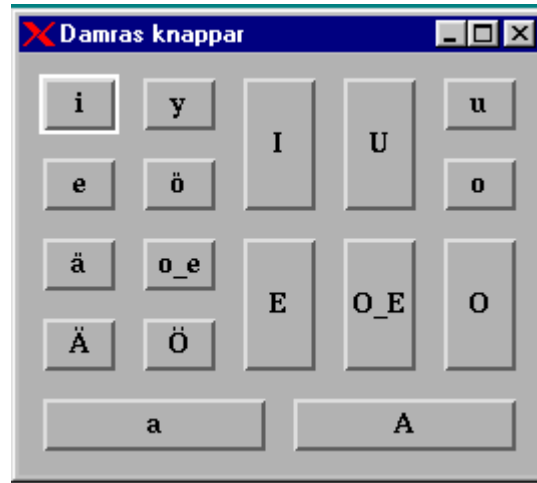 Damras knappar
i y I U u
e ö o
ä o_e E O_E O
Ä Ö
a A